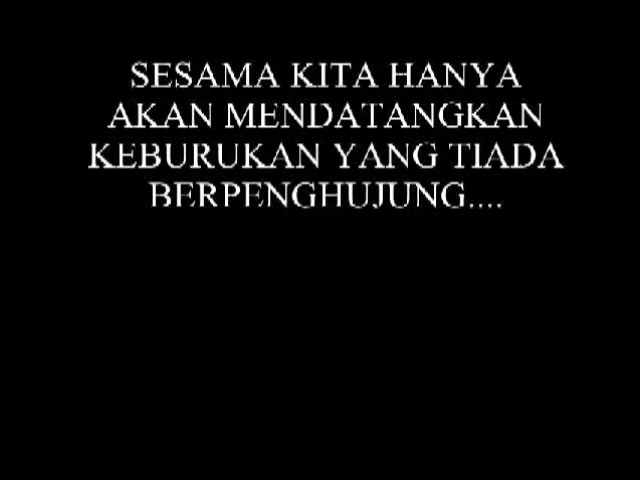 SESAMA KITA HANYA
AKAN MENDATANGKAN
KEBURUKAN YANG TIADA
BERPENGHUJUNG....